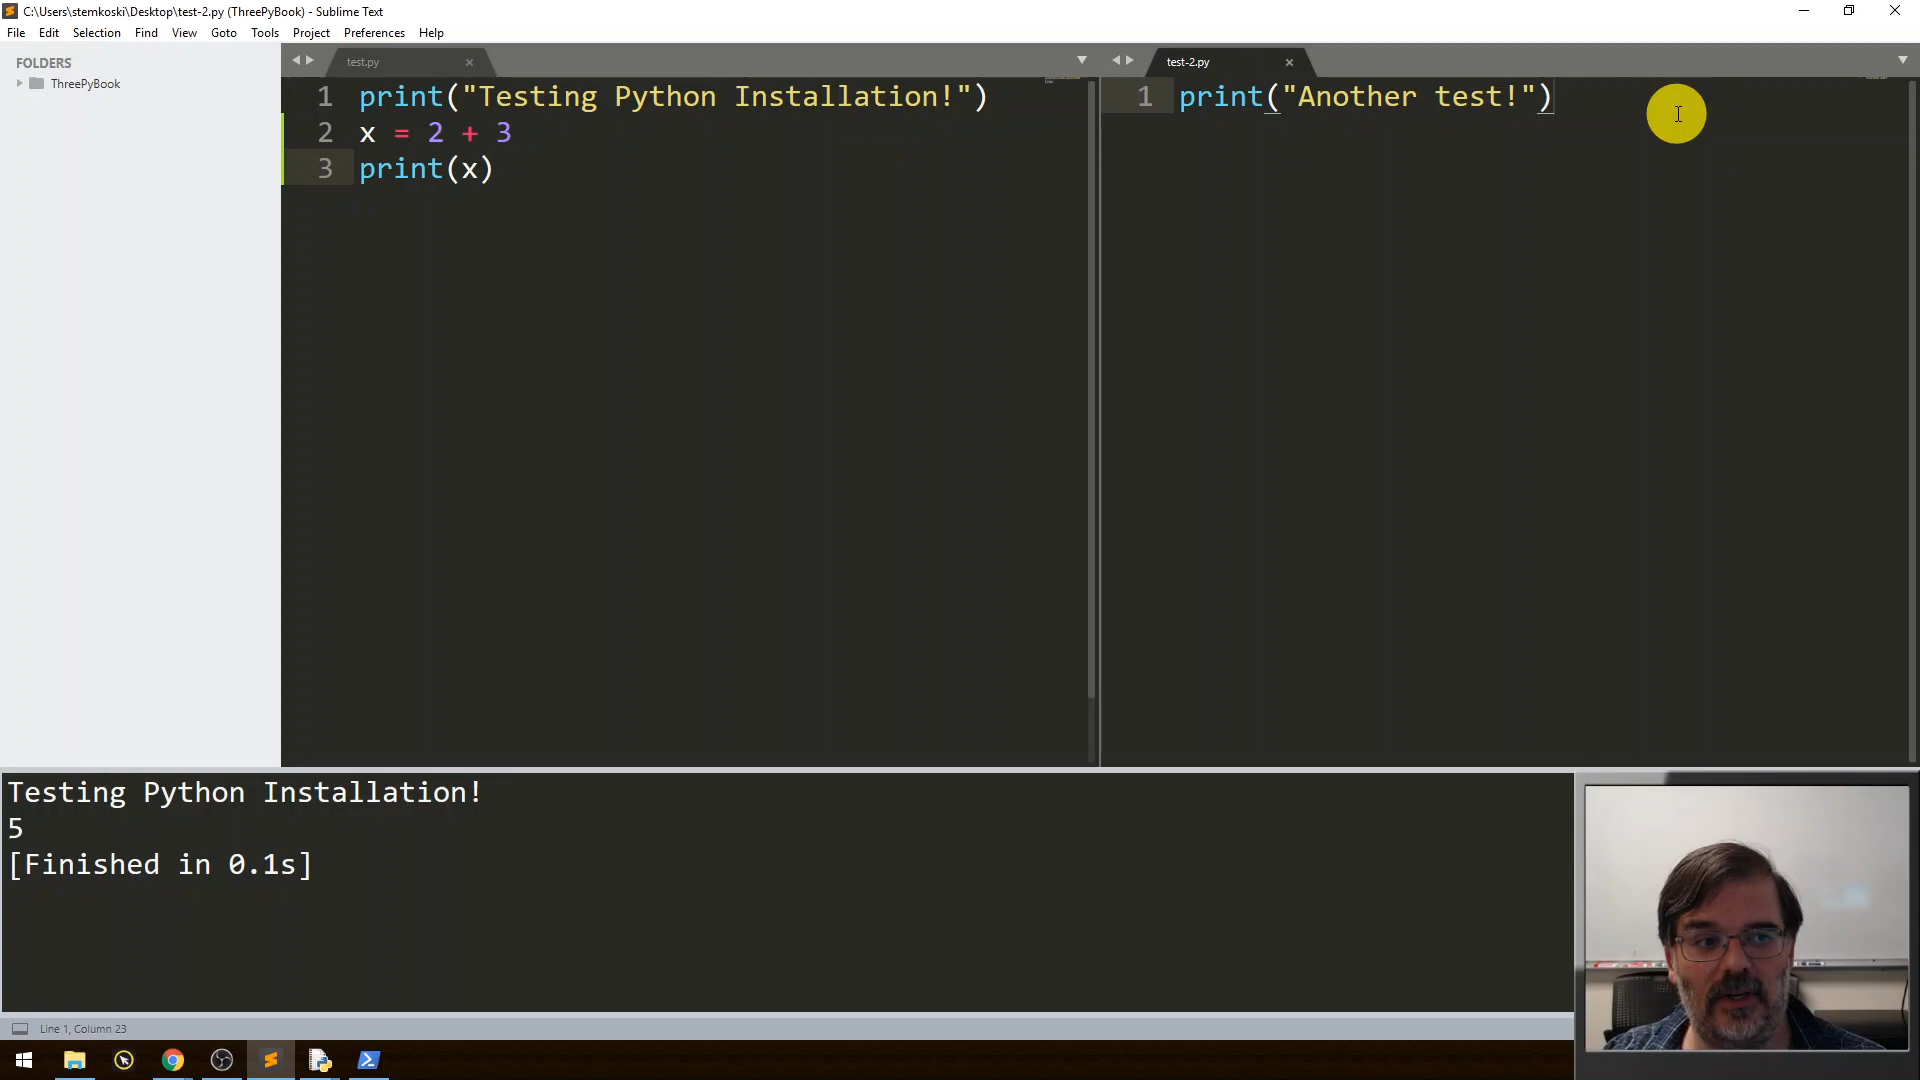 C:\Users\stemkoski\Desktop\test-2.py (ThreePyBook) - Sublime Text
File Edit Selection Find View Goto Tools Project Preferences Help
FOLDERS
ThreePyBook
test.py
1 print("Testing Python Installation!")
2 x = 2 + 3
3 print(x)
test-2.py
1 print("Another test!")
Testing Python Installation!
5
[Finished in 0.1s]
Line 1, Column 23